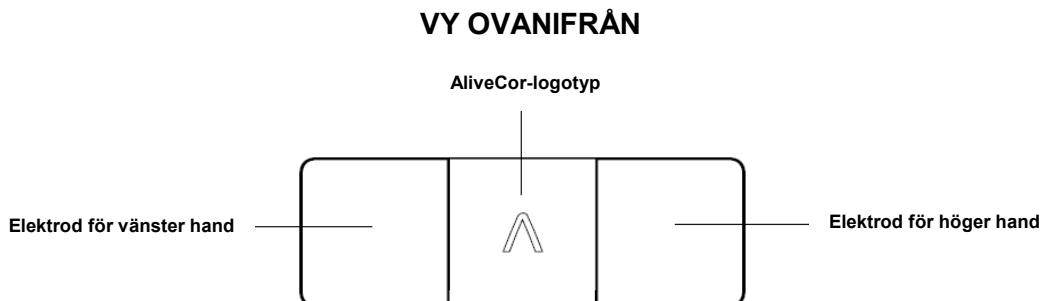 VY OVANIFRÅN
AliveCor-logotyp
Elektrod för vänster hand
Elektrod för höger hand